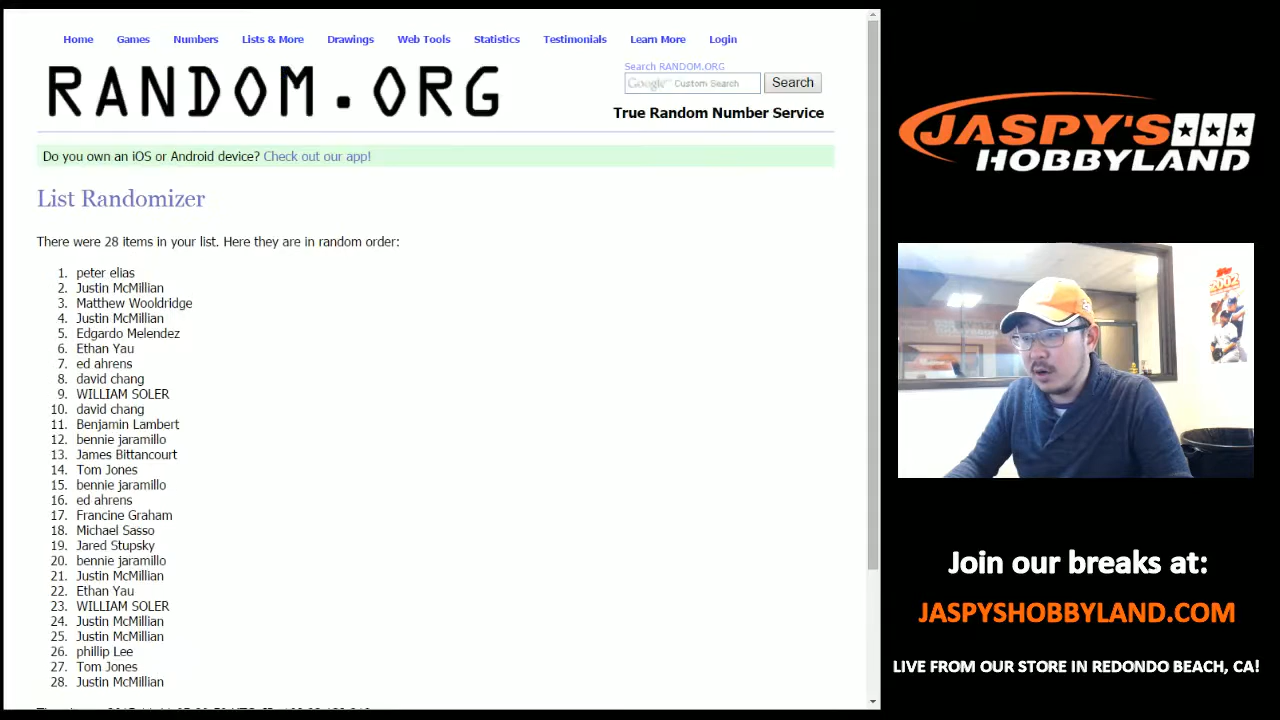 Home Games Numbers Lists & More Drawings Web Tools Statistics Testimonials Learn More Login
RANDOM.ORG
Search RANDOM.ORG
Google Custom Search Search
True Random Number Service
Do you own an iOS or Android device? Check out our app!
List Randomizer
There were 28 items in your list. Here they are in random order:
1. peter elias
2. Justin McMillian
3. Matthew Wooldridge
4. Justin McMillian
5. Edgardo Melendez
6. Ethan Yau
7. ed ahrens
8. david chang
9. WILLIAM SOLER
10. david chang
11. Benjamin Lambert
12. bennie jaramillo
13. James Bittancourt
14. Tom Jones
15. bennie jaramillo
16. ed ahrens
17. Francine Graham
18. Michael Sasso
19. Jared Stupsky
20. bennie jaramillo
21. Justin McMillian
22. Ethan Yau
23. WILLIAM SOLER
24. Justin McMillian
25. Justin McMillian
26. phillip Lee
27. Tom Jones
28. Justin McMillian
JASPY'S
HOBBYLAND
Topps
2002
Join our breaks at:
JASPYSHOBBYLAND.COM
LIVE FROM OUR STORE IN REDONDO BEACH, CA!